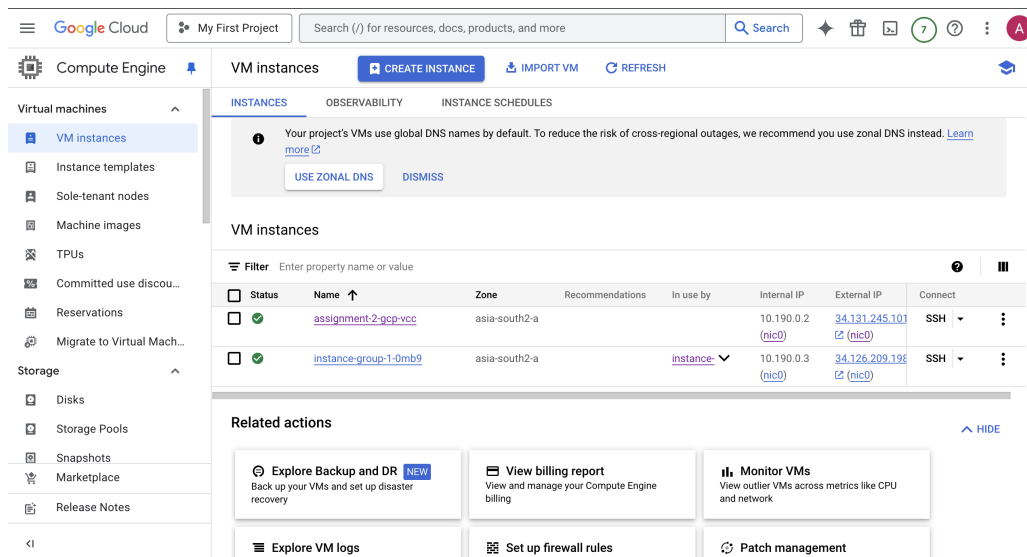 Google Cloud
My First Project
Search (/) for resources, docs, products, and more
Search
7
A
Compute Engine
VM instances
CREATE INSTANCE
IMPORT VM
REFRESH
Virtual machines
VM instances
Instance templates
Sole-tenant nodes
Machine images
TPUs
Committed use discou...
Reservations
Migrate to Virtual Mach...
Storage
Disks
Storage Pools
Snapshots
Marketplace
Release Notes
INSTANCES
OBSERVABILITY
INSTANCE SCHEDULES
Your project's VMs use global DNS names by default. To reduce the risk of cross-regional outages, we recommend you use zonal DNS instead. Learn
more
USE ZONAL DNS
DISMISS
VM instances
Filter Enter property name or value
Status Name Zone Recommendations In use by Internal IP External IP Connect
assignment-2-gcp-vcc asia-south2-a 10.190.0.2 34.131.245.101 SSH
(nic0) (nic0)
instance-group-1-0mb9 asia-south2-a instance- 10.190.0.3 34.126.209.198 SSH
(nic0) (nic0)
Related actions
HIDE
Explore Backup and DR NEW
Back up your VMs and set up disaster
recovery
View billing report
View and manage your Compute Engine
billing
Monitor VMs
View outlier VMs across metrics like CPU
and network
Explore VM logs
Set up firewall rules
Patch management